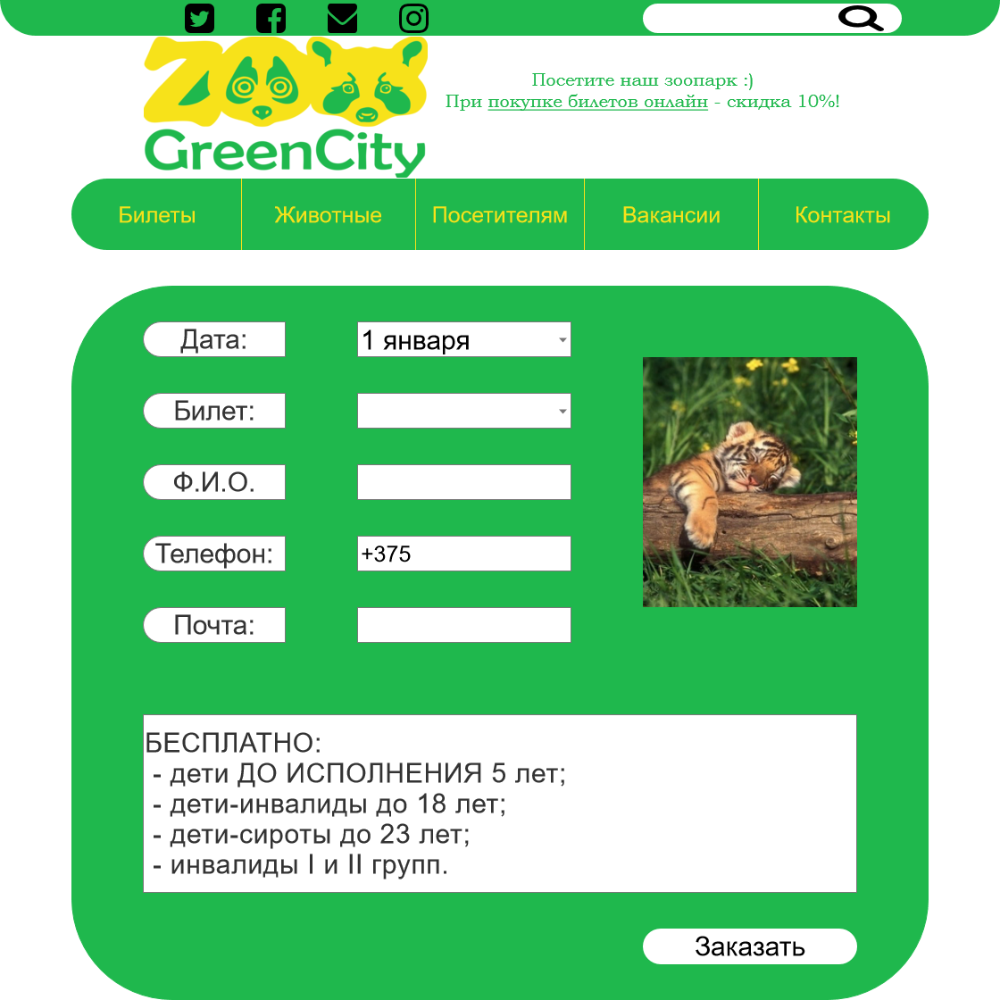 ZOO
GreenCity
Посетите наш зоопарк :)
При покупке билетов онлайн - скидка 10%!
Билеты
Животные
Посетителям
Вакансии
Контакты
Дата:
1 января
Билет:
Ф.И.О.
Телефон:
+375
Почта:
БЕСПЛАТНО:
- дети ДО ИСПОЛНЕНИЯ 5 лет;
- дети-инвалиды до 18 лет;
- дети-сироты до 23 лет;
- инвалиды I и II групп.
Заказать